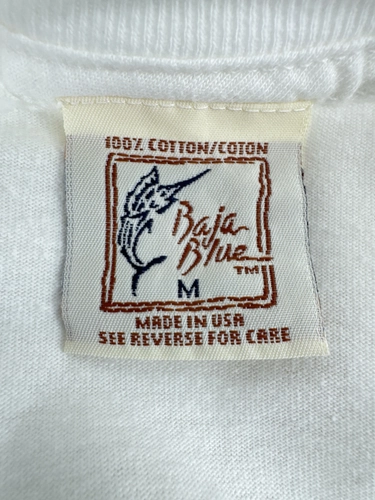 100% COTTON/COTON
Baja
Blue TM
M
MADE IN USA
SEE REVERSE FOR CARE